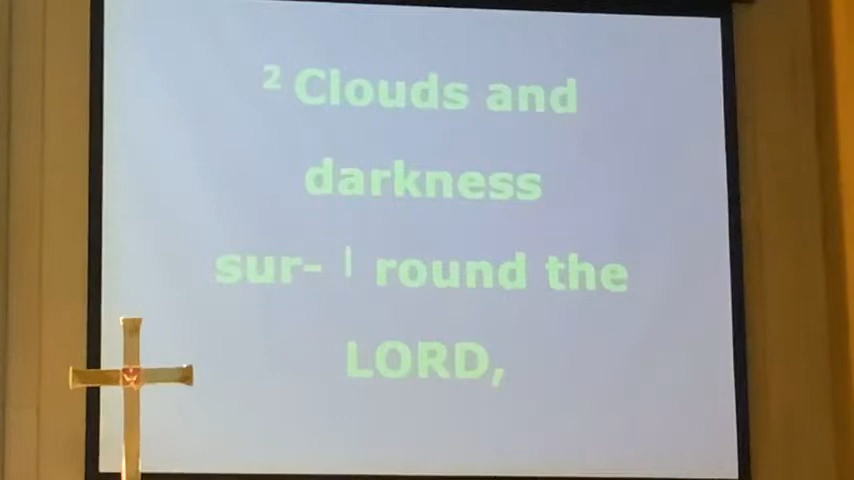 ² Clouds and
darkness
sur- | round the
LORD,